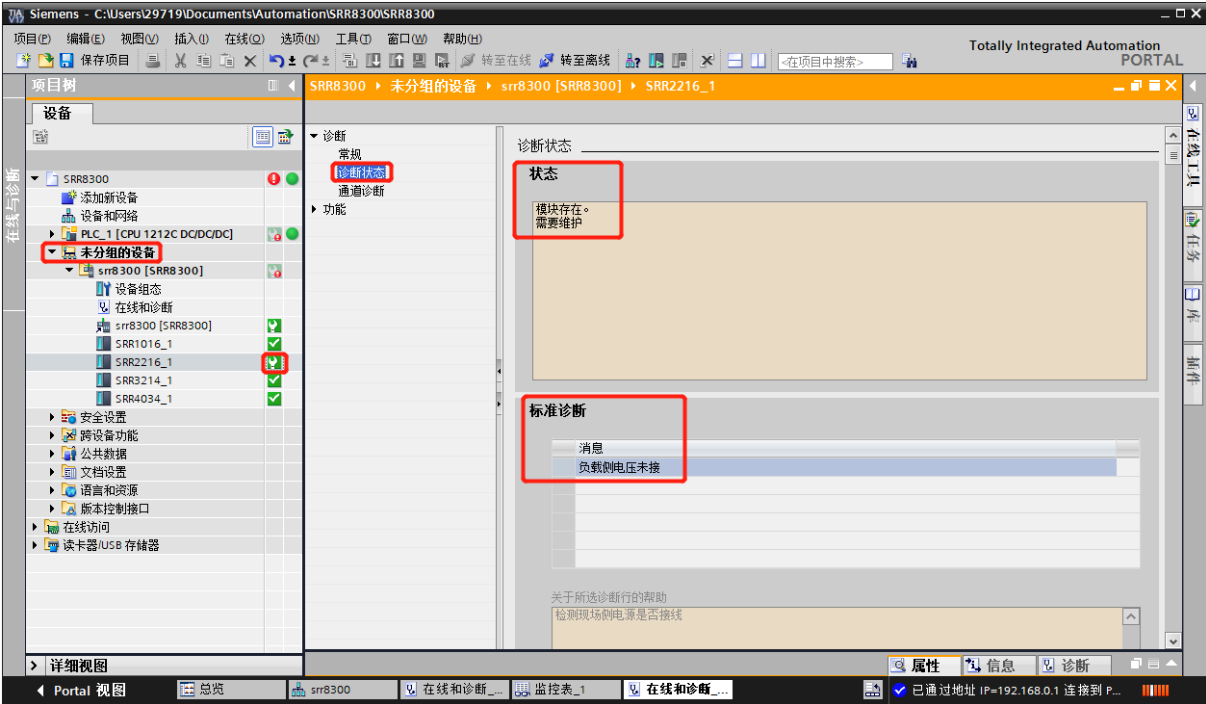 Siemens - C:\Users\29719\Documents\Automation\SRR8300\SRR8300
项目(P) 编辑(E) 视图(V) 插入(I) 在线(O) 选项(N) 工具(T) 窗口(W) 帮助(H)
Totally Integrated Automation
PORTAL
保存项目 转至在线 转至离线 <在项目中搜索>
项目树
SRR8300 未分组的设备 srr8300 [SRR8300] SRR2216_1
设备
在线与诊断
SRR8300
添加新设备
设备和网络
PLC_1 [CPU 1212C DC/DC/DC]
未分组的设备
srr8300 [SRR8300]
设备组态
在线和诊断
srr8300 [SRR8300]
SRR1016_1
SRR2216_1
SRR3214_1
SRR4034_1
安全设置
跨设备功能
公共数据
文档设置
语言和资源
版本控制接口
在线访问
读卡器/USB 存储器
诊断
常规
诊断状态
通道诊断
功能
诊断状态
状态
模块存在。
需要维护
标准诊断
消息
负载侧电压未接
关于所选诊断行的帮助
检测现场侧电源是否接线
在线工具
任务
库
插件
详细视图
属性 信息 诊断
Portal 视图 总览 srr8300 在线和诊断_... 监控表_1 在线和诊断_... 已通过地址 IP=192.168.0.1 连接到 P...